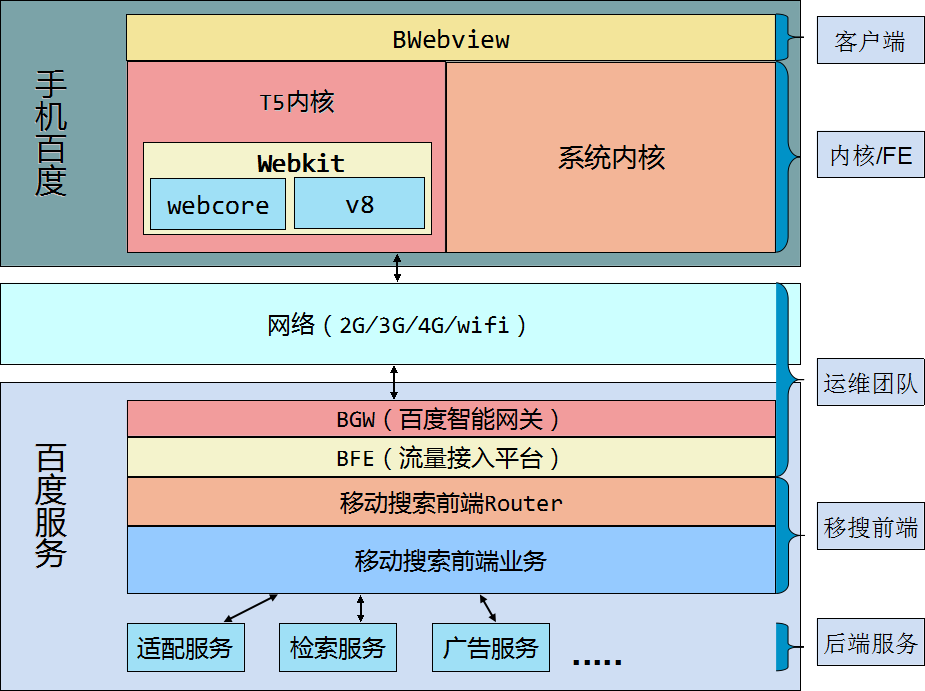 手机百度
BWebview
客户端
T5内核
Webkit
webcore
v8
系统内核
内核/FE
网络（2G/3G/4G/wifi）
运维团队
百度服务
BGW（百度智能网关）
BFE（流量接入平台）
移动搜索前端Router
移动搜索前端业务
移搜前端
适配服务
检索服务
广告服务
.....
后端服务